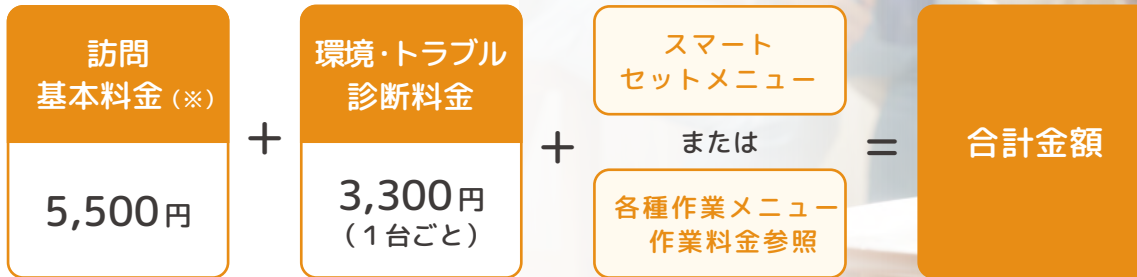 訪問
基本料金（※）
5,500円
＋
環境・トラブル
診断料金
3,300円
（１台ごと）
＋
スマート
セットメニュー
または
各種作業メニュー
作業料金参照
＝
合計金額